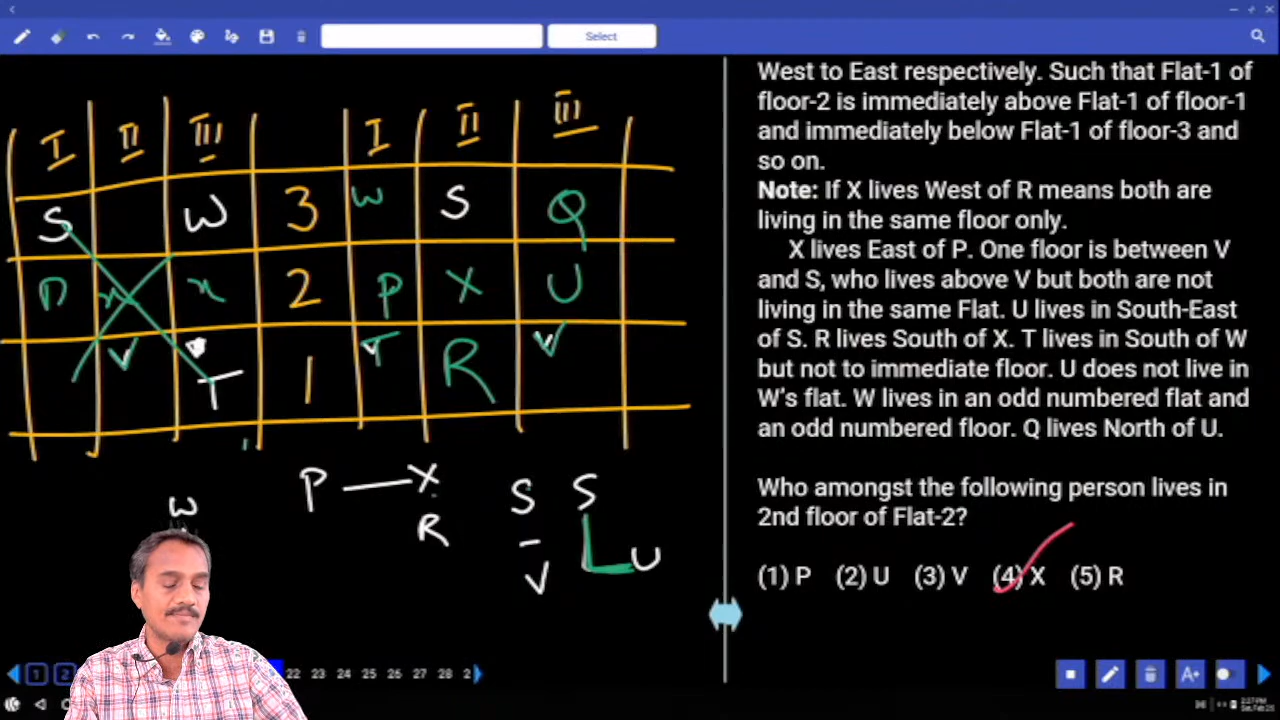 Select
I II III I II III
S W 3 W S Q
P x x 2 P X U
V T 1 T R V
W
P — X
R
S
–
V
S
U
West to East respectively. Such that Flat-1 of
floor-2 is immediately above Flat-1 of floor-1
and immediately below Flat-1 of floor-3 and
so on.
Note: If X lives West of R means both are
living in the same floor only.
X lives East of P. One floor is between V
and S, who lives above V but both are not
living in the same Flat. U lives in South-East
of S. R lives South of X. T lives in South of W
but not to immediate floor. U does not live in
W's flat. W lives in an odd numbered flat and
an odd numbered floor. Q lives North of U.
Who amongst the following person lives in
2nd floor of Flat-2?
(1) P (2) U (3) V (4) X (5) R
1 2 22 23 24 25 26 27 28 2
A+